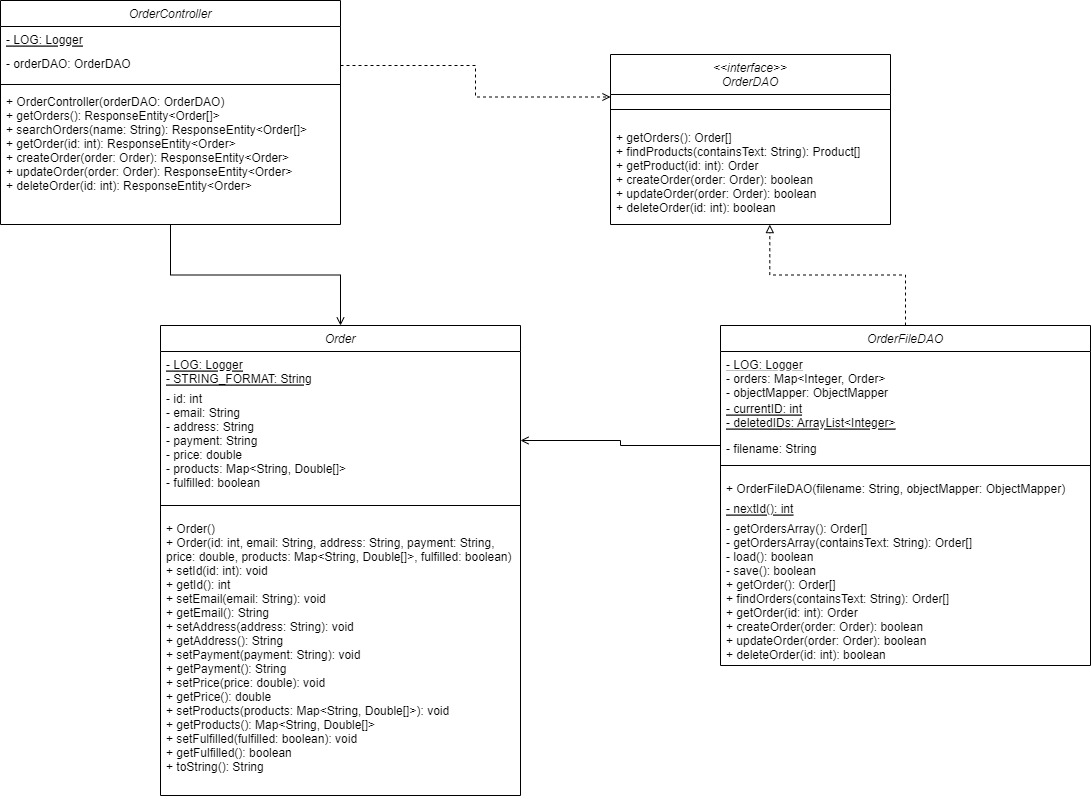 OrderController
- LOG: Logger
- orderDAO: OrderDAO
+ OrderController(orderDAO: OrderDAO)
+ getOrders(): ResponseEntity<Order[]>
+ searchOrders(name: String): ResponseEntity<Order[]>
+ getOrder(id: int): ResponseEntity<Order>
+ createOrder(order: Order): ResponseEntity<Order>
+ updateOrder(order: Order): ResponseEntity<Order>
+ deleteOrder(id: int): ResponseEntity<Order>
<<interface>>
OrderDAO
+ getOrders(): Order[]
+ findProducts(containsText: String): Product[]
+ getProduct(id: int): Order
+ createOrder(order: Order): boolean
+ updateOrder(order: Order): boolean
+ deleteOrder(id: int): boolean
Order
- LOG: Logger
- STRING_FORMAT: String
- id: int
- email: String
- address: String
- payment: String
- price: double
- products: Map<String, Double[]>
- fulfilled: boolean
+ Order()
+ Order(id: int, email: String, address: String, payment: String,
price: double, products: Map<String, Double[]>, fulfilled: boolean)
+ setId(id: int): void
+ getId(): int
+ setEmail(email: String): void
+ getEmail(): String
+ setAddress(address: String): void
+ getAddress(): String
+ setPayment(payment: String): void
+ getPayment(): String
+ setPrice(price: double): void
+ getPrice(): double
+ setProducts(products: Map<String, Double[]>): void
+ getProducts(): Map<String, Double[]>
+ setFulfilled(fulfilled: boolean): void
+ getFulfilled(): boolean
+ toString(): String
OrderFileDAO
- LOG: Logger
- orders: Map<Integer, Order>
- objectMapper: ObjectMapper
- currentID: int
- deletedIDs: ArrayList<Integer>
- filename: String
+ OrderFileDAO(filename: String, objectMapper: ObjectMapper)
- nextId(): int
- getOrdersArray(): Order[]
- getOrdersArray(containsText: String): Order[]
- load(): boolean
- save(): boolean
+ getOrder(): Order[]
+ findOrders(containsText: String): Order[]
+ getOrder(id: int): Order
+ createOrder(order: Order): boolean
+ updateOrder(order: Order): boolean
+ deleteOrder(id: int): boolean